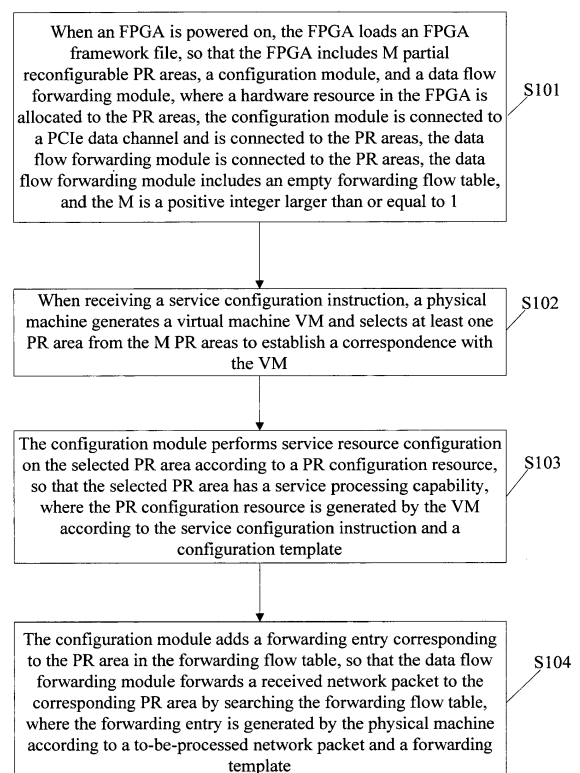 When an FPGA is powered on, the FPGA loads an FPGA
framework file, so that the FPGA includes M partial
reconfigurable PR areas, a configuration module, and a data flow
forwarding module, where a hardware resource in the FPGA is
allocated to the PR areas, the configuration module is connected to
a PCIe data channel and is connected to the PR areas, the data
flow forwarding module is connected to the PR areas, the data
flow forwarding module includes an empty forwarding flow table,
and the M is a positive integer larger than or equal to 1
S101
When receiving a service configuration instruction, a physical
machine generates a virtual machine VM and selects at least one
PR area from the M PR areas to establish a correspondence with
the VM
S102
The configuration module performs service resource configuration
on the selected PR area according to a PR configuration resource,
so that the selected PR area has a service processing capability,
where the PR configuration resource is generated by the VM
according to the service configuration instruction and a
configuration template
S103
The configuration module adds a forwarding entry corresponding
to the PR area in the forwarding flow table, so that the data flow
forwarding module forwards a received network packet to the
corresponding PR area by searching the forwarding flow table,
where the forwarding entry is generated by the physical machine
according to a to-be-processed network packet and a forwarding
template
S104